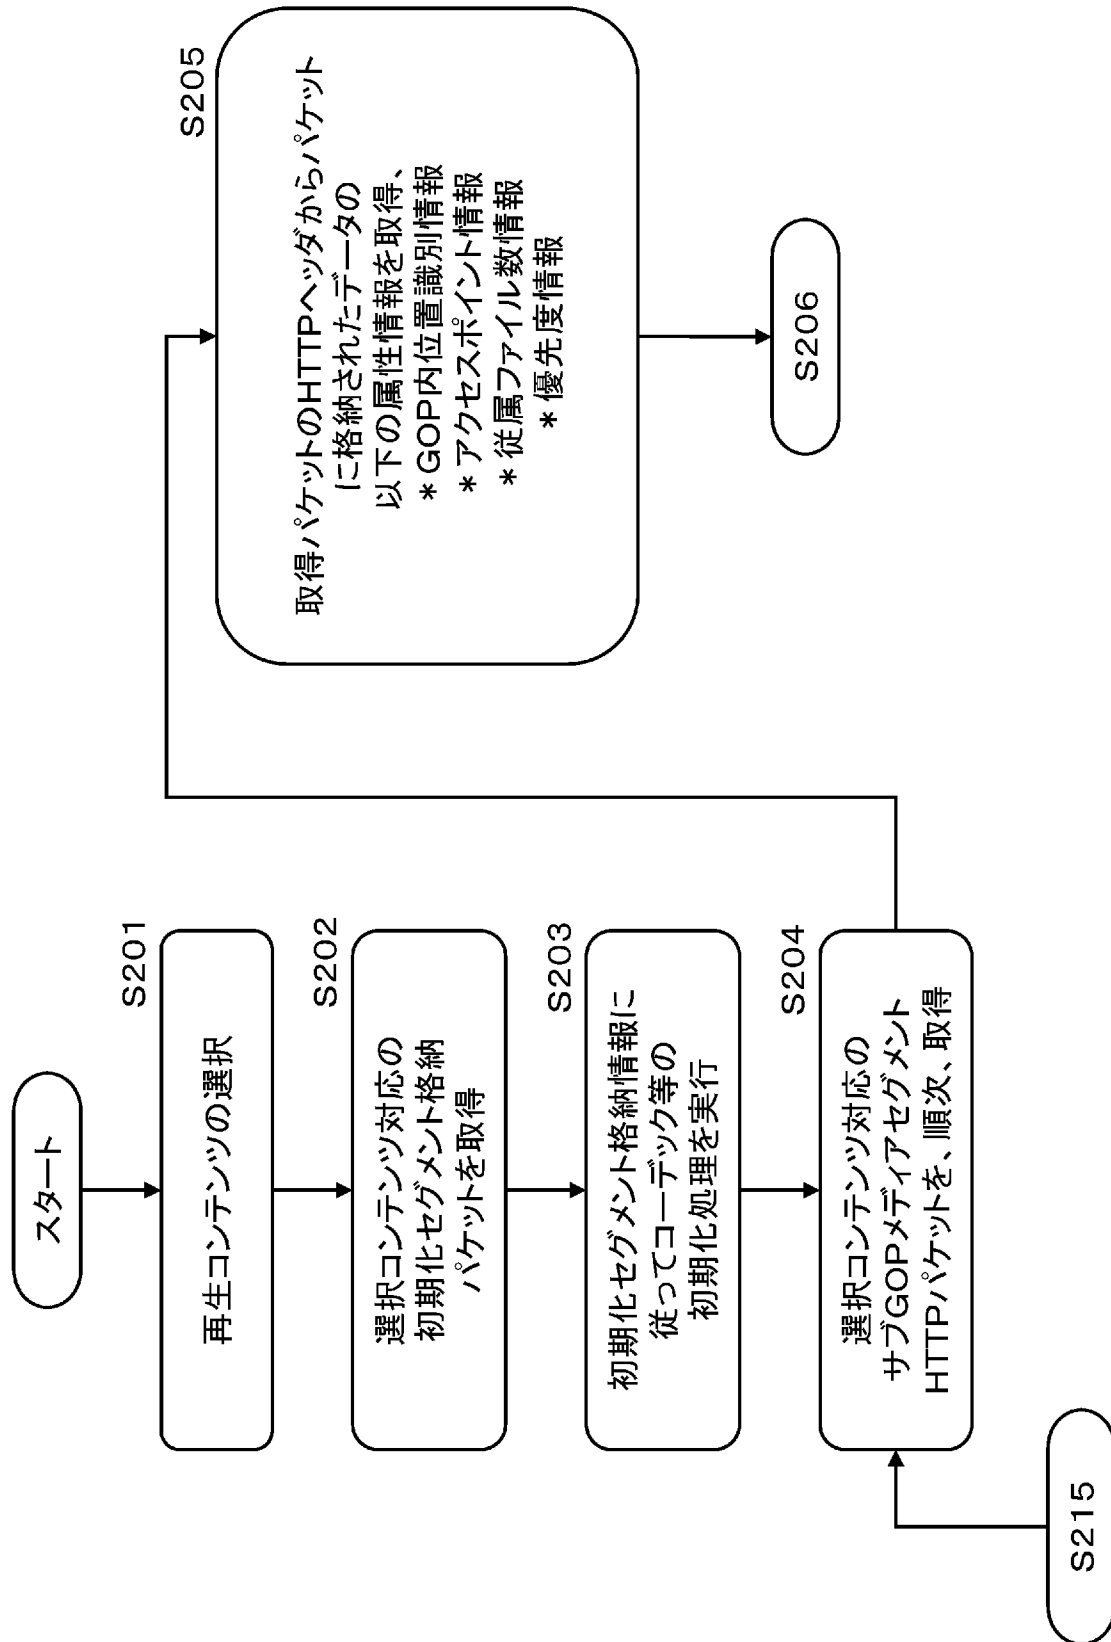 スタート
S201
再生コンテンツの選択
S202
選択コンテンツ対応の
初期化セグメント格納
パケットを取得
S203
初期化セグメント格納情報に
従ってコーデック等の
初期化処理を実行
S204
選択コンテンツ対応の
サブGOPメディアセグメント
HTTPパケットを、順次、取得
S215
S205
取得パケットのHTTPヘッダからパケット
に格納されたデータの
以下の属性情報を取得、
＊GOP内位置識別情報
＊アクセスポイント情報
＊従属ファイル数情報
＊優先度情報
S206